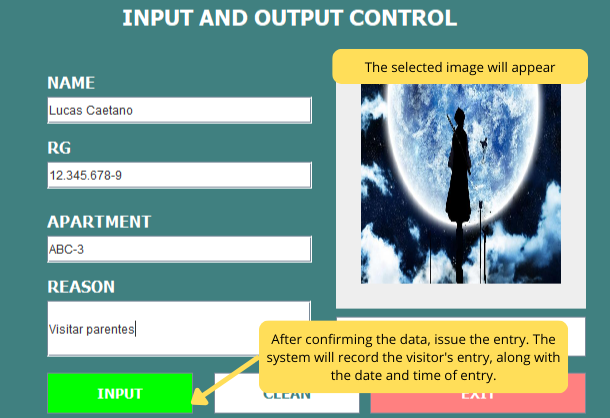 INPUT AND OUTPUT CONTROL
The selected image will appear
NAME
Lucas Caetano
RG
12.345.678-9
APARTMENT
ABC-3
REASON
Visitar parentes
After confirming the data, issue the entry. The
system will record the visitor's entry, along with
the date and time of entry.
INPUT
CLEAN
EXIT